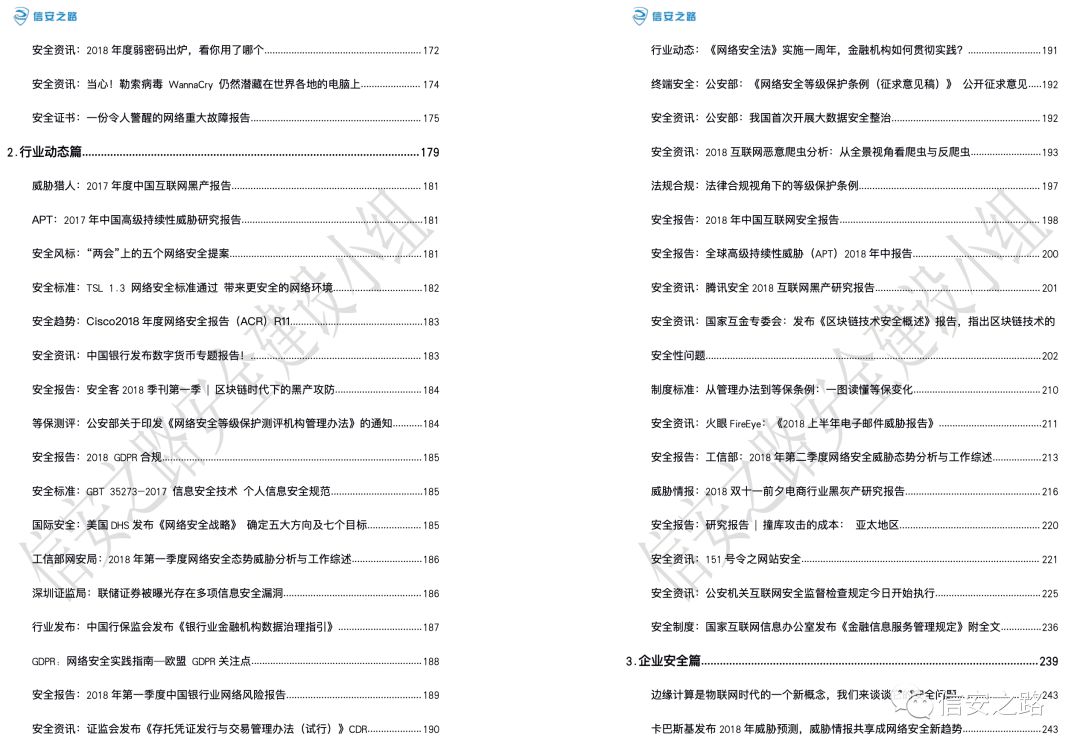 信安之路
安全资讯：2018 年度弱密码出炉，看你用了哪个 172
安全资讯：当心！勒索病毒 WannaCry 仍然潜藏在世界各地的电脑上 174
安全证书：一份令人警醒的网络重大故障报告 175
2.行业动态篇 179
威胁猎人：2017 年度中国互联网黑产报告 181
APT：2017 年中国高级持续性威胁研究报告 181
安全风标：“两会”上的五个网络安全提案 181
安全标准：TSL 1.3 网络安全标准通过 带来更安全的网络环境 182
安全趋势：Cisco2018 年度网络安全报告（ACR）R11 183
安全资讯：中国银行发布数字货币专题报告！ 183
安全报告：安全客 2018 季刊第一季 | 区块链时代下的黑产攻防 184
等保测评：公安部关于印发《网络安全等级保护测评机构管理办法》的通知 184
安全报告：2018 GDPR 合规 185
安全标准：GBT 35273-2017 信息安全技术 个人信息安全规范 185
国际安全：美国 DHS 发布《网络安全战略》 确定五大方向及七个目标 185
工信部网安局：2018 年第一季度网络安全态势威胁分析与工作综述 186
深圳证监局：联储证券被曝光存在多项信息安全漏洞 186
行业发布：中国行保监会发布《银行业金融机构数据治理指引》 187
GDPR：网络安全实践指南—欧盟 GDPR 关注点 188
安全报告：2018 年第一季度中国银行业网络风险报告 189
安全资讯：证监会发布《存托凭证发行与交易管理办法（试行）》CDR 190
信安之路安全建设小组
信安之路
行业动态：《网络安全法》实施一周年，金融机构如何贯彻实践？ 191
终端安全：公安部：《网络安全等级保护条例（征求意见稿）》 公开征求意见 192
安全资讯：公安部：我国首次开展大数据安全整治 192
安全资讯：2018 互联网恶意爬虫分析：从全景视角看爬虫与反爬虫 193
法规合规：法律合规视角下的等级保护条例 197
安全报告：2018 年中国互联网安全报告 198
安全报告：全球高级持续性威胁（APT）2018 年中报告 200
安全资讯：腾讯安全 2018 互联网黑产研究报告 201
安全资讯：国家互金专委会：发布《区块链技术安全概述》报告，指出区块链技术的
安全性问题 202
制度标准：从管理办法到等保条例：一图读懂等保变化 210
安全资讯：火眼 FireEye：《2018 上半年电子邮件威胁报告》 211
安全报告：工信部：2018 年第二季度网络安全威胁态势分析与工作综述 213
威胁情报：2018 双十一前夕电商行业黑灰产研究报告 216
安全报告：研究报告 | 撞库攻击的成本： 亚太地区 220
安全资讯：151 号令之网站安全 221
安全资讯：公安机关互联网安全监督检查规定今日开始执行 225
安全制度：国家互联网信息办公室发布《金融信息服务管理规定》附全文 236
3.企业安全篇 239
边缘计算是物联网时代的一个新概念，我们来谈谈 安全问题 243
卡巴斯基发布 2018 年威胁预测，威胁情报共享成网络安全新趋势 243
信安之路安全建设小组
信安之路